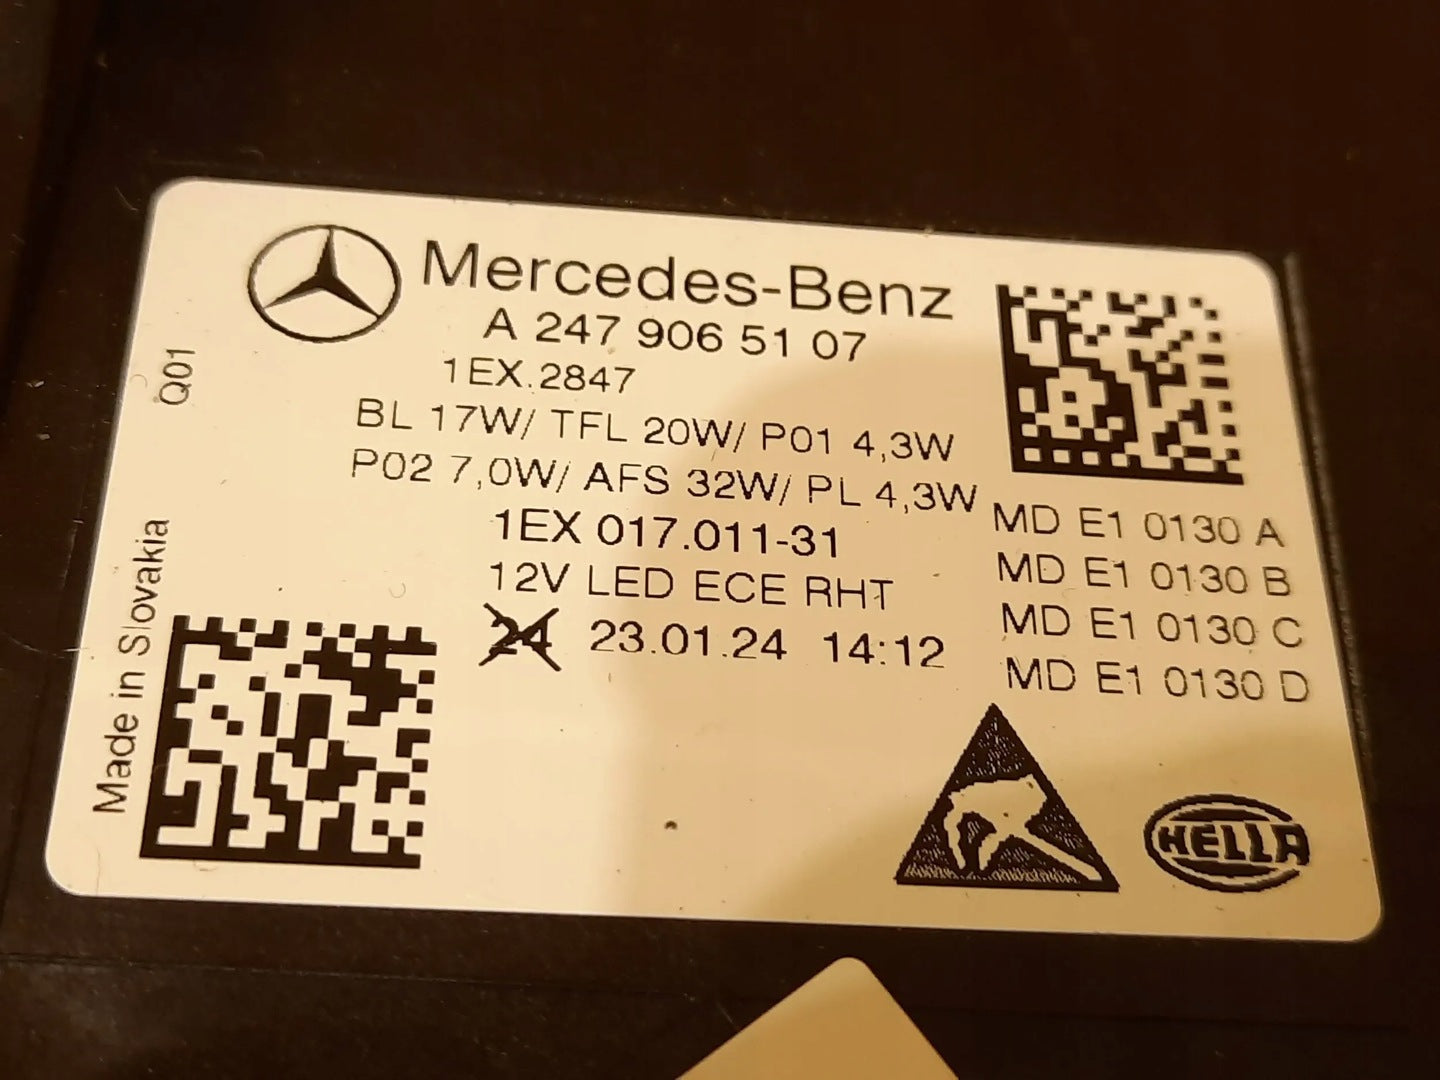 Mercedes-Benz
A 247 906 51 07
1EX.2847
BL 17W/ TFL 20W/ P01 4,3W
P02 7,0W/ AFS 32W/ PL 4,3W
1EX 017.011-31
12V LED ECE RHT
24 23.01.24 14:12
MD E1 0130 A
MD E1 0130 B
MD E1 0130 C
MD E1 0130 D
Q01
Made in Slovakia
HELLA